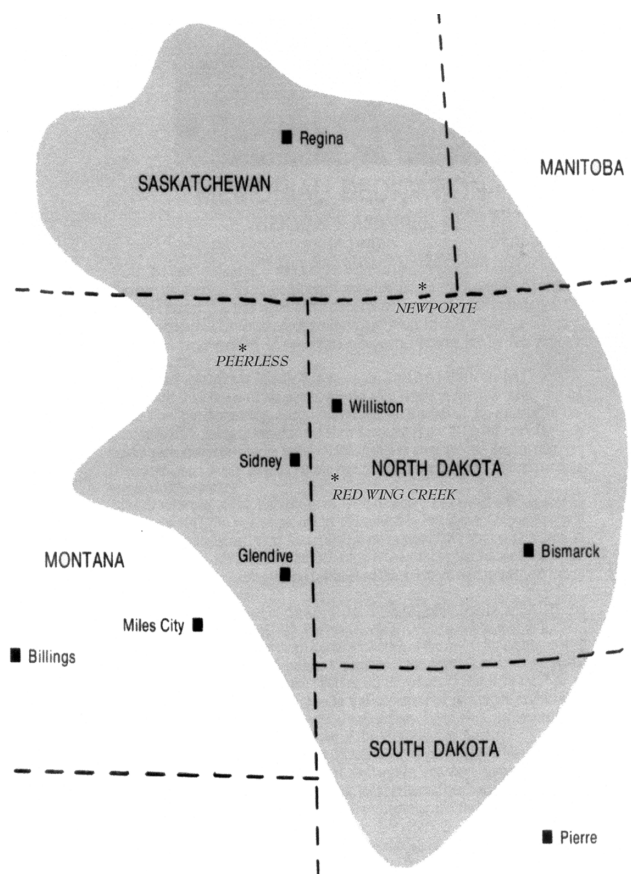 Regina
MANITOBA
SASKATCHEWAN
*
NEWPORTE
*
PEERLESS
Williston
Sidney
NORTH DAKOTA
*
RED WING CREEK
Bismarck
Glendive
MONTANA
Miles City
Billings
SOUTH DAKOTA
Pierre